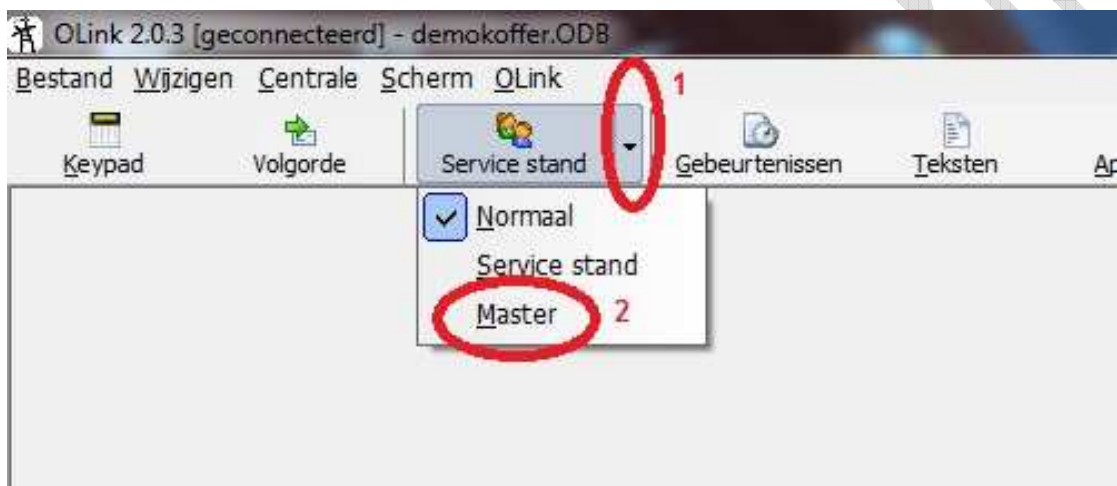 OLink 2.0.3 [geconnecteerd] - demokoffer.ODB
Bestand Wijzigen Centrale Scherm OLink
1
Keypad Volgorde Service stand Gebeurtenissen Teksten Ap
Normaal
Service stand
Master 2